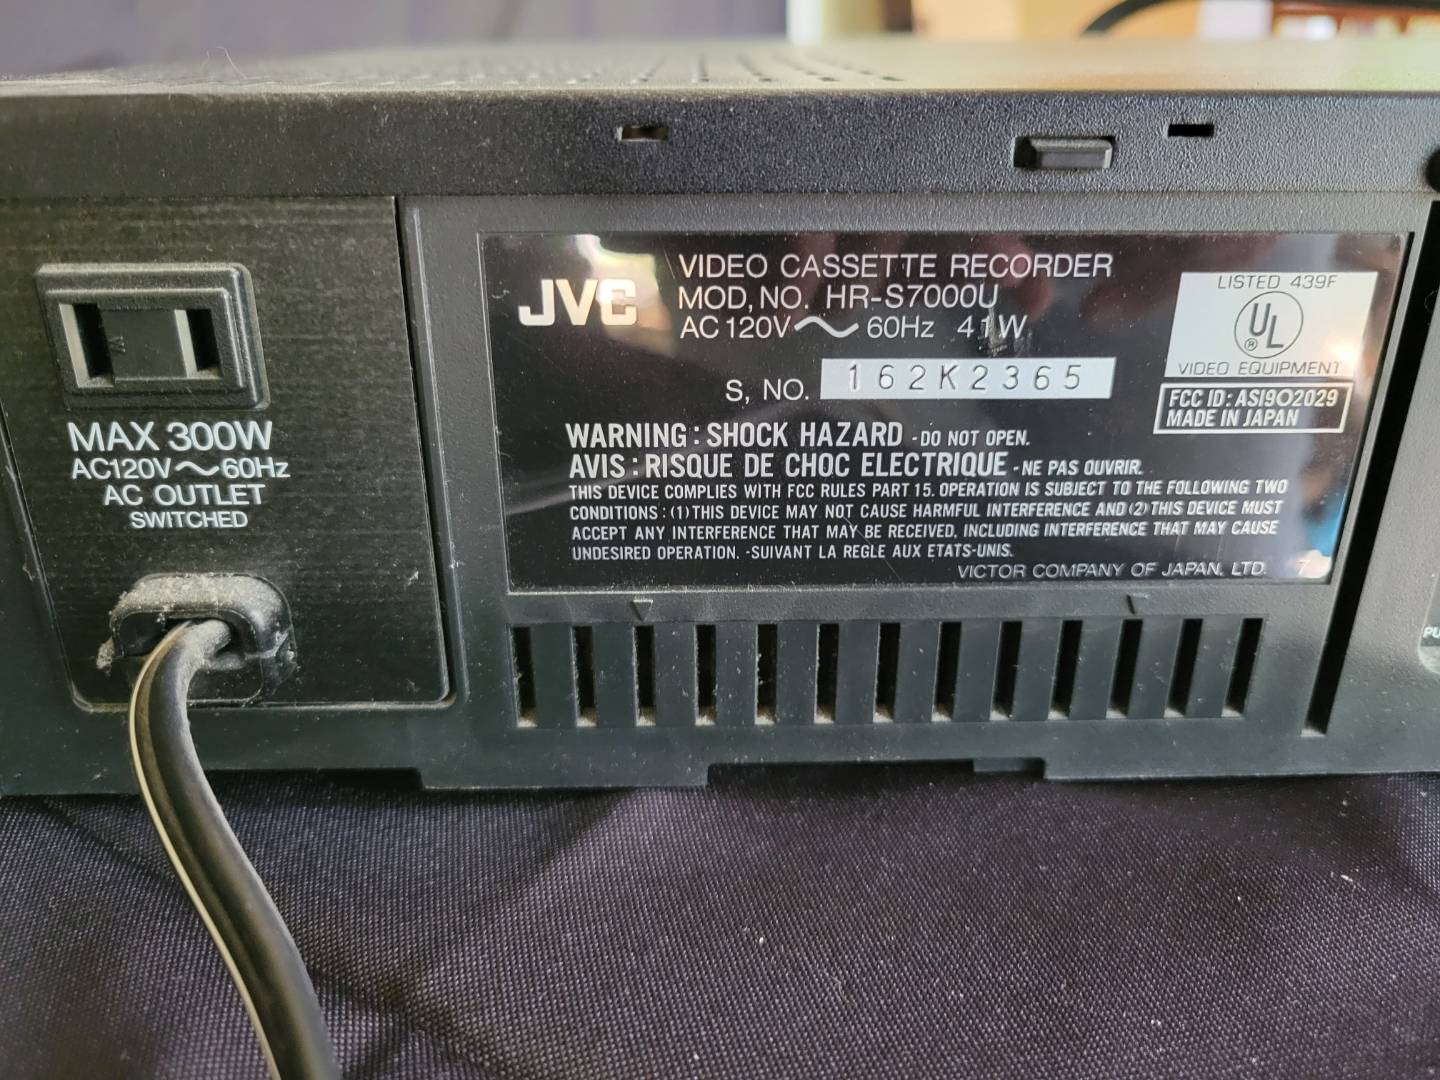 JVC
VIDEO CASSETTE RECORDER
MOD, NO. HR-S7000U
AC 120V~60Hz 41W
S, NO. 162K2365
LISTED 439F
UL
®
VIDEO EQUIPMENT
FCC ID: ASI9O2029
MADE IN JAPAN
WARNING : SHOCK HAZARD - DO NOT OPEN.
AVIS : RISQUE DE CHOC ELECTRIQUE - NE PAS OUVRIR.
THIS DEVICE COMPLIES WITH FCC RULES PART 15. OPERATION IS SUBJECT TO THE FOLLOWING TWO
CONDITIONS : (1) THIS DEVICE MAY NOT CAUSE HARMFUL INTERFERENCE AND (2) THIS DEVICE MUST
ACCEPT ANY INTERFERENCE THAT MAY BE RECEIVED, INCLUDING INTERFERENCE THAT MAY CAUSE
UNDESIRED OPERATION. -SUIVANT LA REGLE AUX ETATS-UNIS.
VICTOR COMPANY OF JAPAN, LTD. 7
MAX 300W
AC120V~60Hz
AC OUTLET
SWITCHED